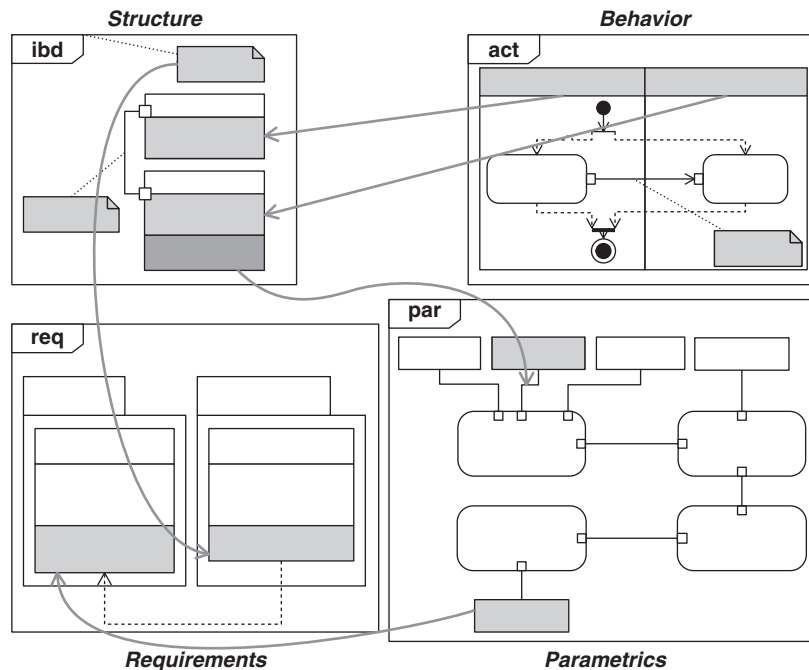 Structure
Behavior
ibd
act
req
par
Requirements
Parametrics